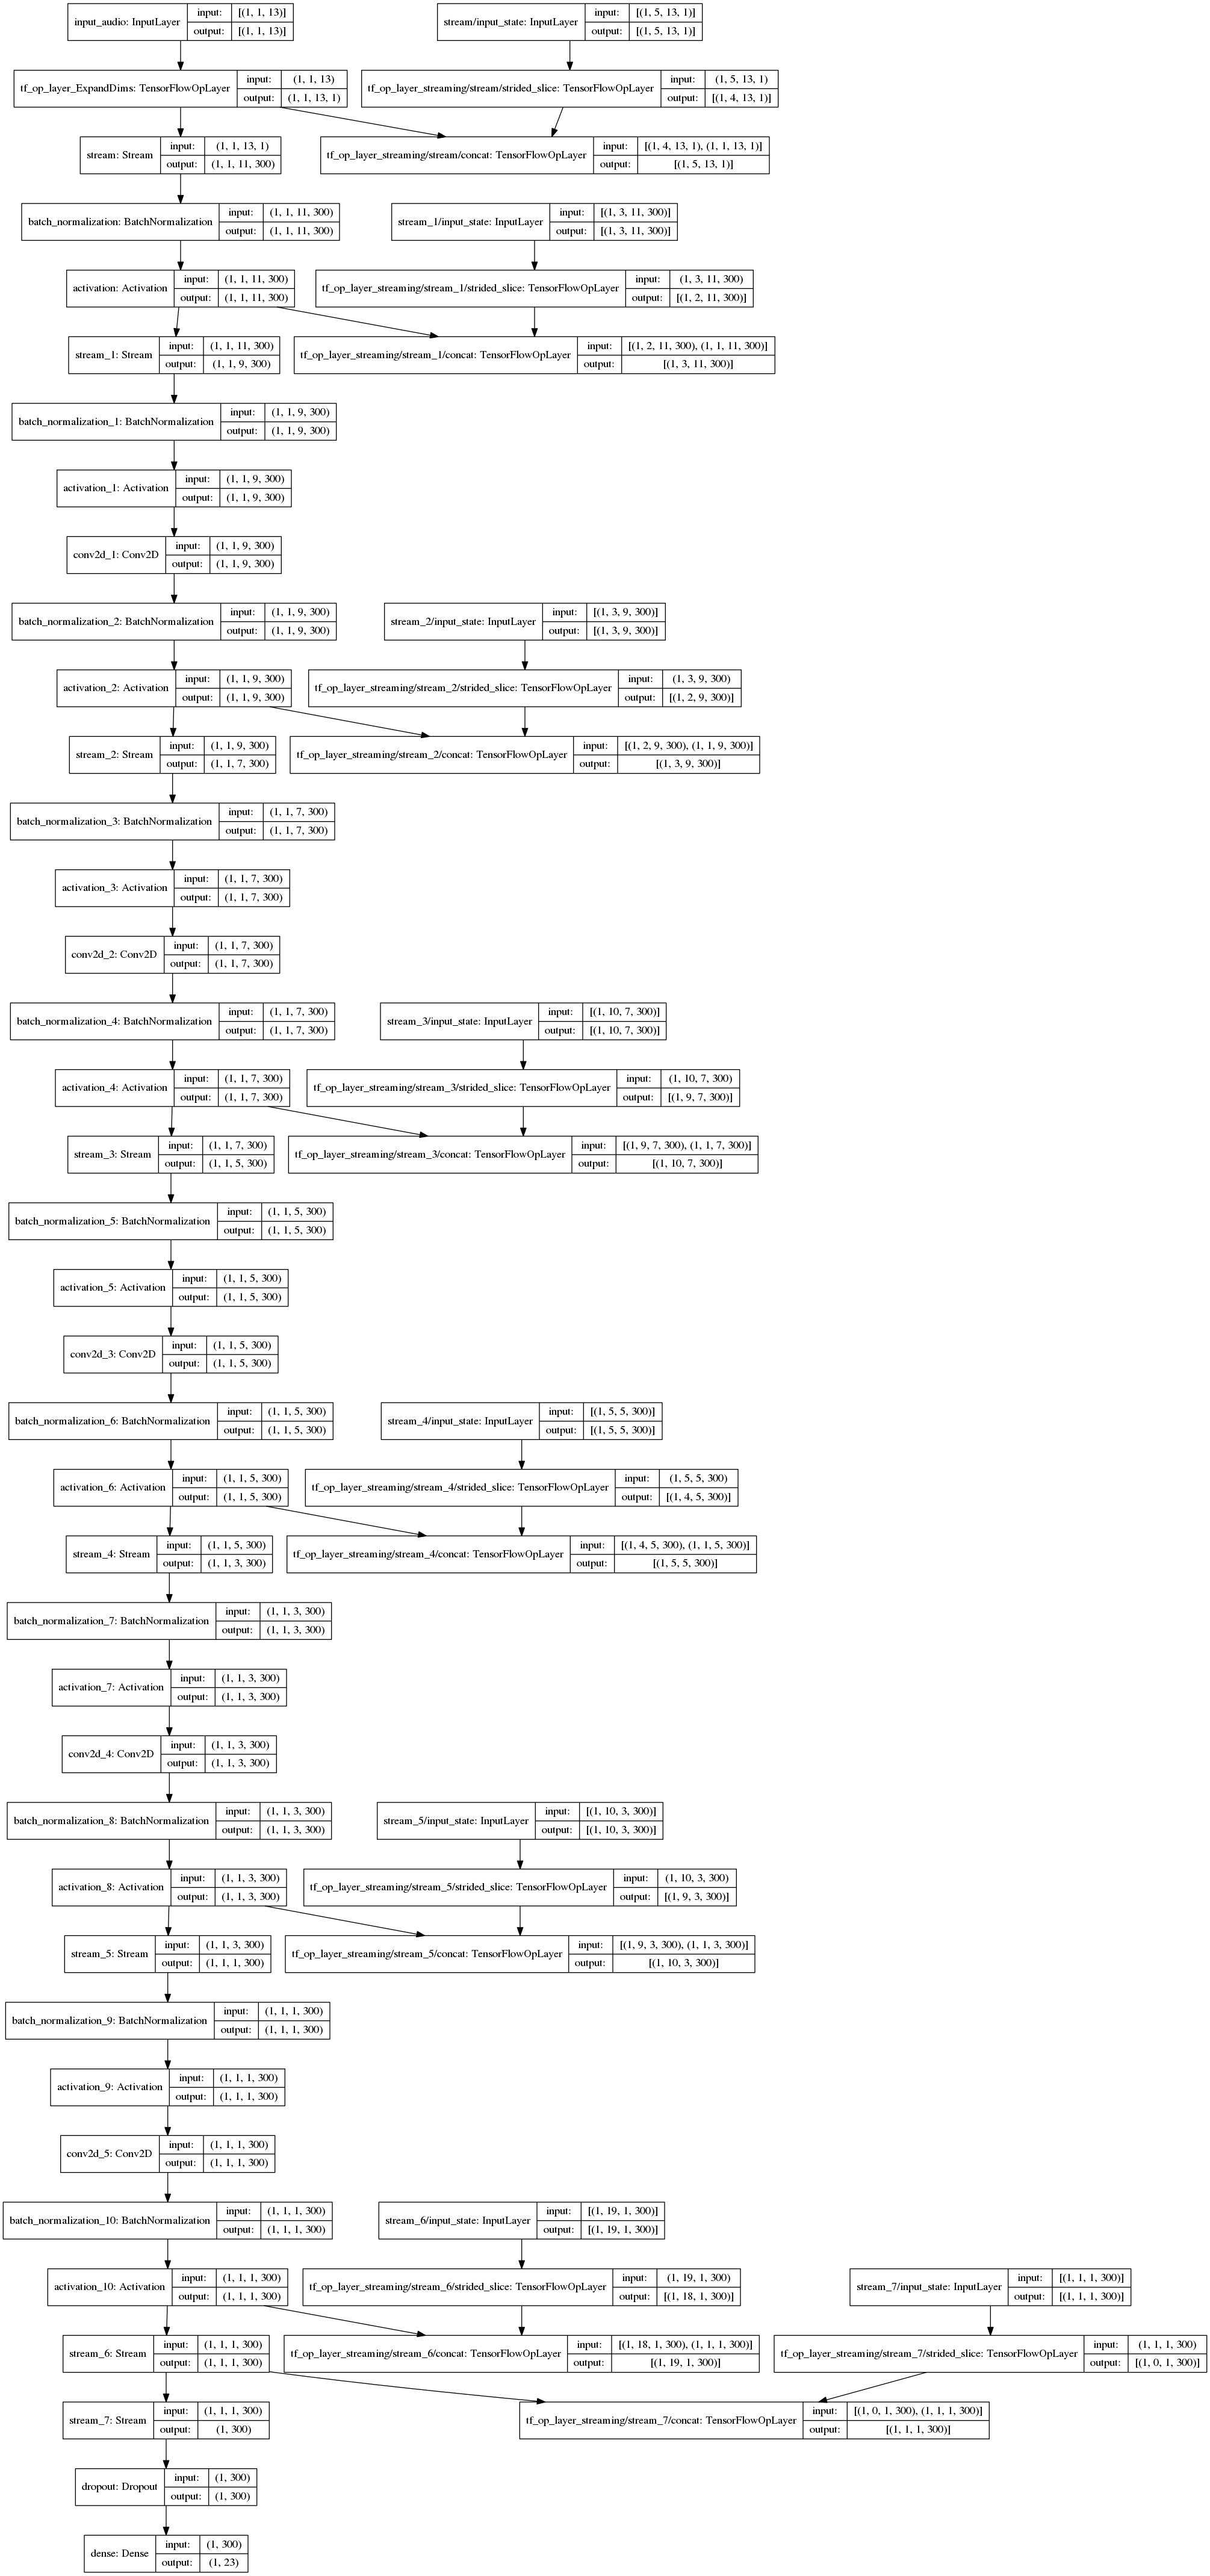 input_audio: InputLayer input: [(1, 1, 13)]
output: [(1, 1, 13)]
stream/input_state: InputLayer input: [(1, 5, 13, 1)]
output: [(1, 5, 13, 1)]
tf_op_layer_ExpandDims: TensorFlowOpLayer input: (1, 1, 13)
output: (1, 1, 13, 1)
tf_op_layer_streaming/stream/strided_slice: TensorFlowOpLayer input: (1, 5, 13, 1)
output: [(1, 4, 13, 1)]
stream: Stream input: (1, 1, 13, 1)
output: (1, 1, 11, 300)
tf_op_layer_streaming/stream/concat: TensorFlowOpLayer input: [(1, 4, 13, 1), (1, 1, 13, 1)]
output: [(1, 5, 13, 1)]
batch_normalization: BatchNormalization input: (1, 1, 11, 300)
output: (1, 1, 11, 300)
stream_1/input_state: InputLayer input: [(1, 3, 11, 300)]
output: [(1, 3, 11, 300)]
activation: Activation input: (1, 1, 11, 300)
output: (1, 1, 11, 300)
tf_op_layer_streaming/stream_1/strided_slice: TensorFlowOpLayer input: (1, 3, 11, 300)
output: [(1, 2, 11, 300)]
stream_1: Stream input: (1, 1, 11, 300)
output: (1, 1, 9, 300)
tf_op_layer_streaming/stream_1/concat: TensorFlowOpLayer input: [(1, 2, 11, 300), (1, 1, 11, 300)]
output: [(1, 3, 11, 300)]
batch_normalization_1: BatchNormalization input: (1, 1, 9, 300)
output: (1, 1, 9, 300)
activation_1: Activation input: (1, 1, 9, 300)
output: (1, 1, 9, 300)
conv2d_1: Conv2D input: (1, 1, 9, 300)
output: (1, 1, 9, 300)
batch_normalization_2: BatchNormalization input: (1, 1, 9, 300)
output: (1, 1, 9, 300)
stream_2/input_state: InputLayer input: [(1, 3, 9, 300)]
output: [(1, 3, 9, 300)]
activation_2: Activation input: (1, 1, 9, 300)
output: (1, 1, 9, 300)
tf_op_layer_streaming/stream_2/strided_slice: TensorFlowOpLayer input: (1, 3, 9, 300)
output: [(1, 2, 9, 300)]
stream_2: Stream input: (1, 1, 9, 300)
output: (1, 1, 7, 300)
tf_op_layer_streaming/stream_2/concat: TensorFlowOpLayer input: [(1, 2, 9, 300), (1, 1, 9, 300)]
output: [(1, 3, 9, 300)]
batch_normalization_3: BatchNormalization input: (1, 1, 7, 300)
output: (1, 1, 7, 300)
activation_3: Activation input: (1, 1, 7, 300)
output: (1, 1, 7, 300)
conv2d_2: Conv2D input: (1, 1, 7, 300)
output: (1, 1, 7, 300)
batch_normalization_4: BatchNormalization input: (1, 1, 7, 300)
output: (1, 1, 7, 300)
stream_3/input_state: InputLayer input: [(1, 10, 7, 300)]
output: [(1, 10, 7, 300)]
activation_4: Activation input: (1, 1, 7, 300)
output: (1, 1, 7, 300)
tf_op_layer_streaming/stream_3/strided_slice: TensorFlowOpLayer input: (1, 10, 7, 300)
output: [(1, 9, 7, 300)]
stream_3: Stream input: (1, 1, 7, 300)
output: (1, 1, 5, 300)
tf_op_layer_streaming/stream_3/concat: TensorFlowOpLayer input: [(1, 9, 7, 300), (1, 1, 7, 300)]
output: [(1, 10, 7, 300)]
batch_normalization_5: BatchNormalization input: (1, 1, 5, 300)
output: (1, 1, 5, 300)
activation_5: Activation input: (1, 1, 5, 300)
output: (1, 1, 5, 300)
conv2d_3: Conv2D input: (1, 1, 5, 300)
output: (1, 1, 5, 300)
batch_normalization_6: BatchNormalization input: (1, 1, 5, 300)
output: (1, 1, 5, 300)
stream_4/input_state: InputLayer input: [(1, 5, 5, 300)]
output: [(1, 5, 5, 300)]
activation_6: Activation input: (1, 1, 5, 300)
output: (1, 1, 5, 300)
tf_op_layer_streaming/stream_4/strided_slice: TensorFlowOpLayer input: (1, 5, 5, 300)
output: [(1, 4, 5, 300)]
stream_4: Stream input: (1, 1, 5, 300)
output: (1, 1, 3, 300)
tf_op_layer_streaming/stream_4/concat: TensorFlowOpLayer input: [(1, 4, 5, 300), (1, 1, 5, 300)]
output: [(1, 5, 5, 300)]
batch_normalization_7: BatchNormalization input: (1, 1, 3, 300)
output: (1, 1, 3, 300)
activation_7: Activation input: (1, 1, 3, 300)
output: (1, 1, 3, 300)
conv2d_4: Conv2D input: (1, 1, 3, 300)
output: (1, 1, 3, 300)
batch_normalization_8: BatchNormalization input: (1, 1, 3, 300)
output: (1, 1, 3, 300)
stream_5/input_state: InputLayer input: [(1, 10, 3, 300)]
output: [(1, 10, 3, 300)]
activation_8: Activation input: (1, 1, 3, 300)
output: (1, 1, 3, 300)
tf_op_layer_streaming/stream_5/strided_slice: TensorFlowOpLayer input: (1, 10, 3, 300)
output: [(1, 9, 3, 300)]
stream_5: Stream input: (1, 1, 3, 300)
output: (1, 1, 1, 300)
tf_op_layer_streaming/stream_5/concat: TensorFlowOpLayer input: [(1, 9, 3, 300), (1, 1, 3, 300)]
output: [(1, 10, 3, 300)]
batch_normalization_9: BatchNormalization input: (1, 1, 1, 300)
output: (1, 1, 1, 300)
activation_9: Activation input: (1, 1, 1, 300)
output: (1, 1, 1, 300)
conv2d_5: Conv2D input: (1, 1, 1, 300)
output: (1, 1, 1, 300)
batch_normalization_10: BatchNormalization input: (1, 1, 1, 300)
output: (1, 1, 1, 300)
stream_6/input_state: InputLayer input: [(1, 19, 1, 300)]
output: [(1, 19, 1, 300)]
activation_10: Activation input: (1, 1, 1, 300)
output: (1, 1, 1, 300)
tf_op_layer_streaming/stream_6/strided_slice: TensorFlowOpLayer input: (1, 19, 1, 300)
output: [(1, 18, 1, 300)]
stream_7/input_state: InputLayer input: [(1, 1, 1, 300)]
output: [(1, 1, 1, 300)]
stream_6: Stream input: (1, 1, 1, 300)
output: (1, 1, 1, 300)
tf_op_layer_streaming/stream_6/concat: TensorFlowOpLayer input: [(1, 18, 1, 300), (1, 1, 1, 300)]
output: [(1, 19, 1, 300)]
tf_op_layer_streaming/stream_7/strided_slice: TensorFlowOpLayer input: (1, 1, 1, 300)
output: [(1, 0, 1, 300)]
stream_7: Stream input: (1, 1, 1, 300)
output: (1, 300)
tf_op_layer_streaming/stream_7/concat: TensorFlowOpLayer input: [(1, 0, 1, 300), (1, 1, 1, 300)]
output: [(1, 1, 1, 300)]
dropout: Dropout input: (1, 300)
output: (1, 300)
dense: Dense input: (1, 300)
output: (1, 23)